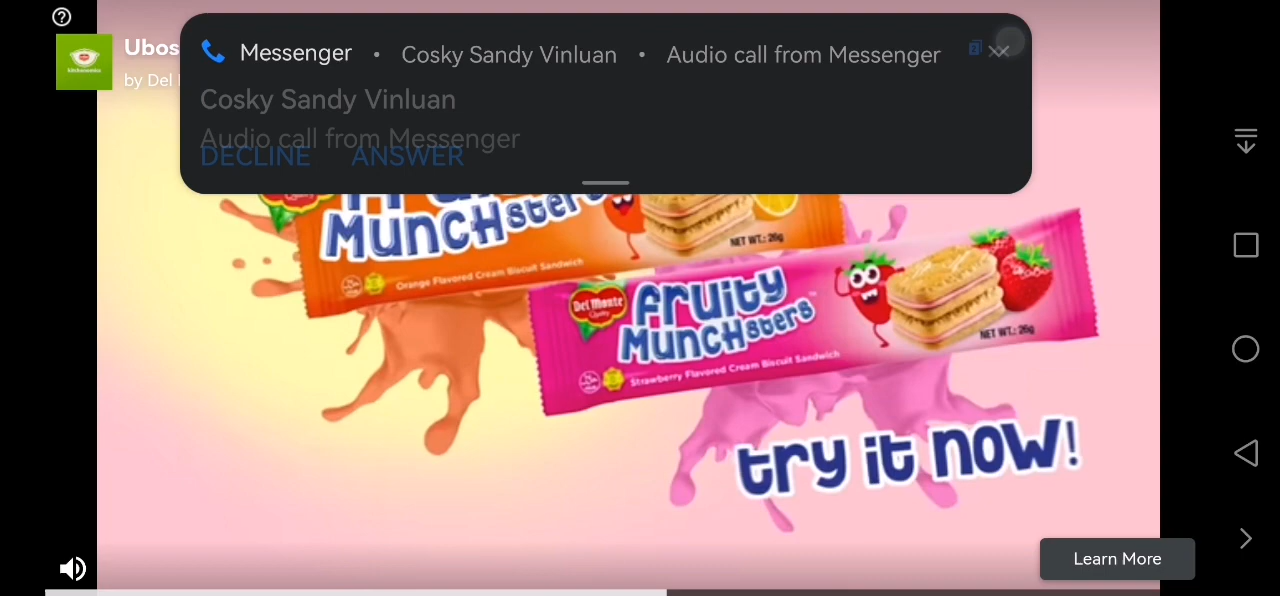 Ubos
by Del
kitchenomics
Messenger • Cosky Sandy Vinluan • Audio call from Messenger
Cosky Sandy Vinluan
Audio call from Messenger
DECLINE ANSWER
MUNCHsters
NET WT.: 26g
Orange Flavored Cream Biscuit Sandwich
Del Monte
Quality
fRUiTy
MUNCHsters
NET WT.: 26g
Strawberry Flavored Cream Biscuit Sandwich
try it NOW!
Learn More